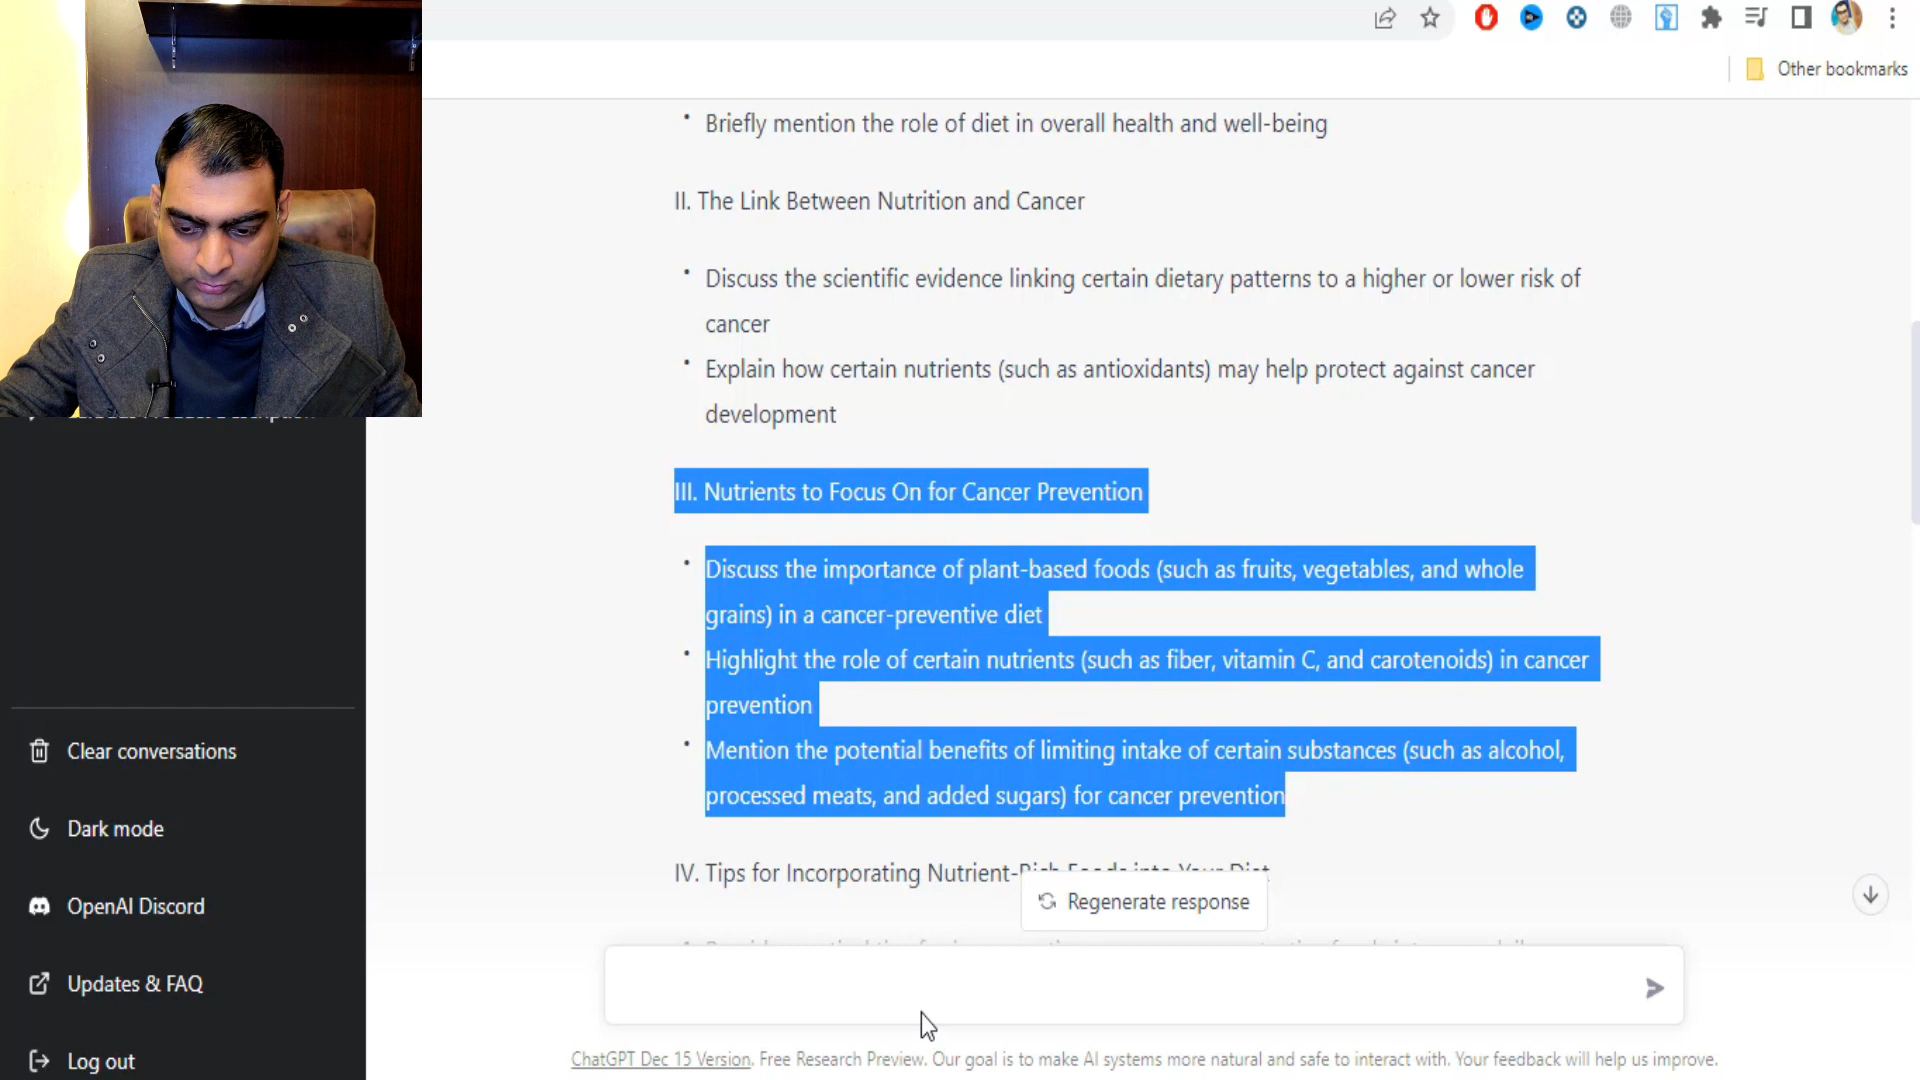 Other bookmarks
Briefly mention the role of diet in overall health and well-being
II. The Link Between Nutrition and Cancer
Discuss the scientific evidence linking certain dietary patterns to a higher or lower risk of
cancer
Explain how certain nutrients (such as antioxidants) may help protect against cancer
development
III. Nutrients to Focus On for Cancer Prevention
Discuss the importance of plant-based foods (such as fruits, vegetables, and whole
grains) in a cancer-preventive diet
Highlight the role of certain nutrients (such as fiber, vitamin C, and carotenoids) in cancer
prevention
Mention the potential benefits of limiting intake of certain substances (such as alcohol,
processed meats, and added sugars) for cancer prevention
IV. Tips for Incorporating Nutrient-Rich Foods into Your Diet
Regenerate response
Clear conversations
Dark mode
OpenAI Discord
Updates & FAQ
Log out
ChatGPT Dec 15 Version. Free Research Preview. Our goal is to make AI systems more natural and safe to interact with. Your feedback will help us improve.